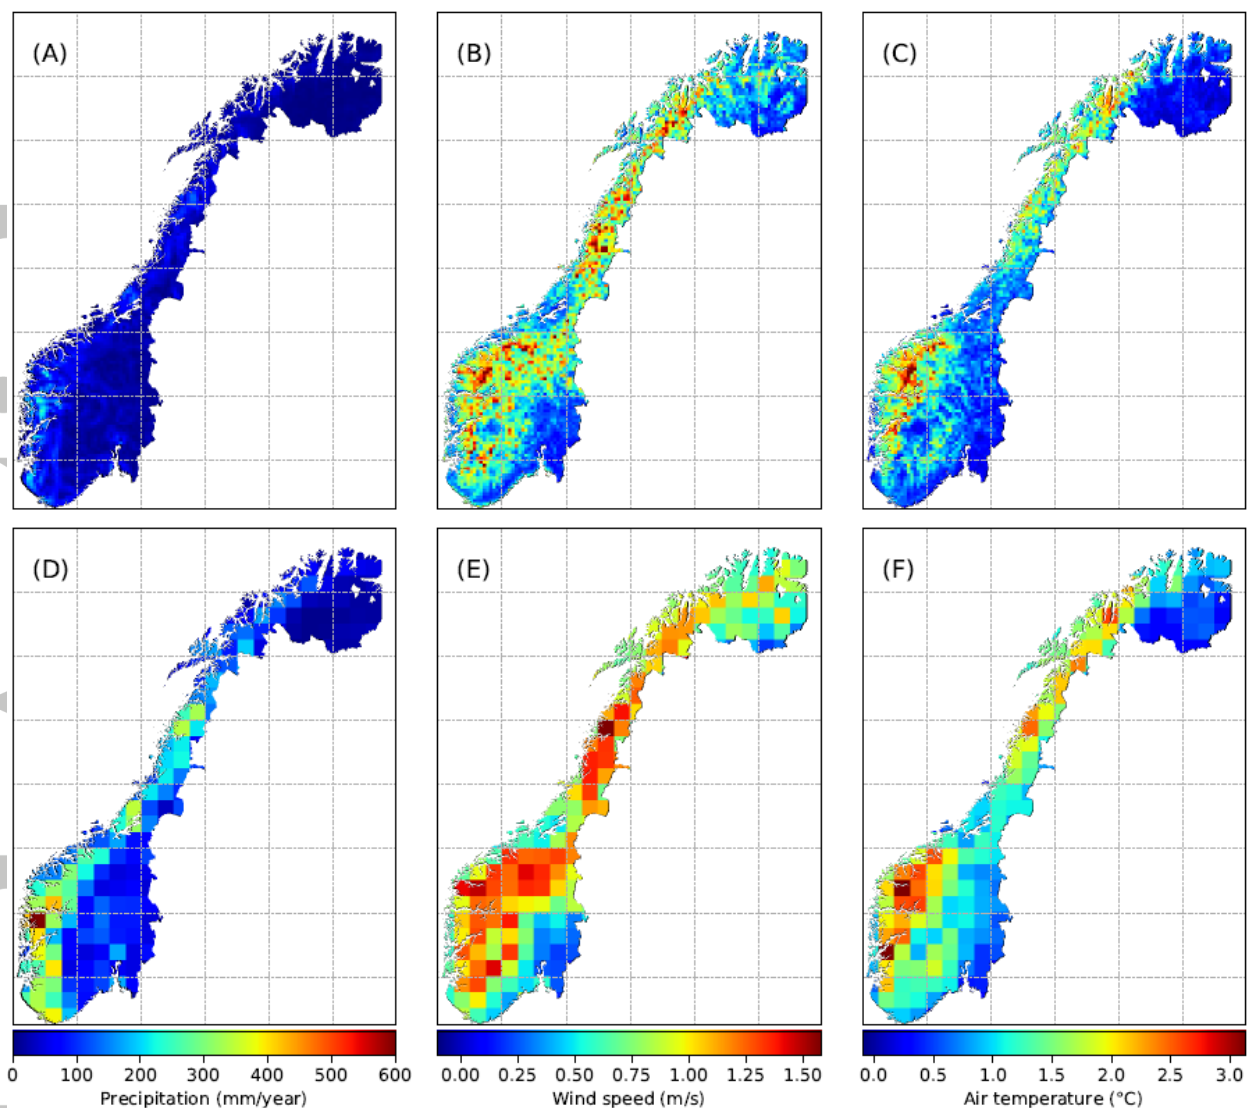 (A)
(B)
(C)
(D)
(E)
(F)
0 100 200 300 400 500 600
Precipitation (mm/year)
0.00 0.25 0.50 0.75 1.00 1.25 1.50
Wind speed (m/s)
0.0 0.5 1.0 1.5 2.0 2.5 3.0
Air temperature (°C)